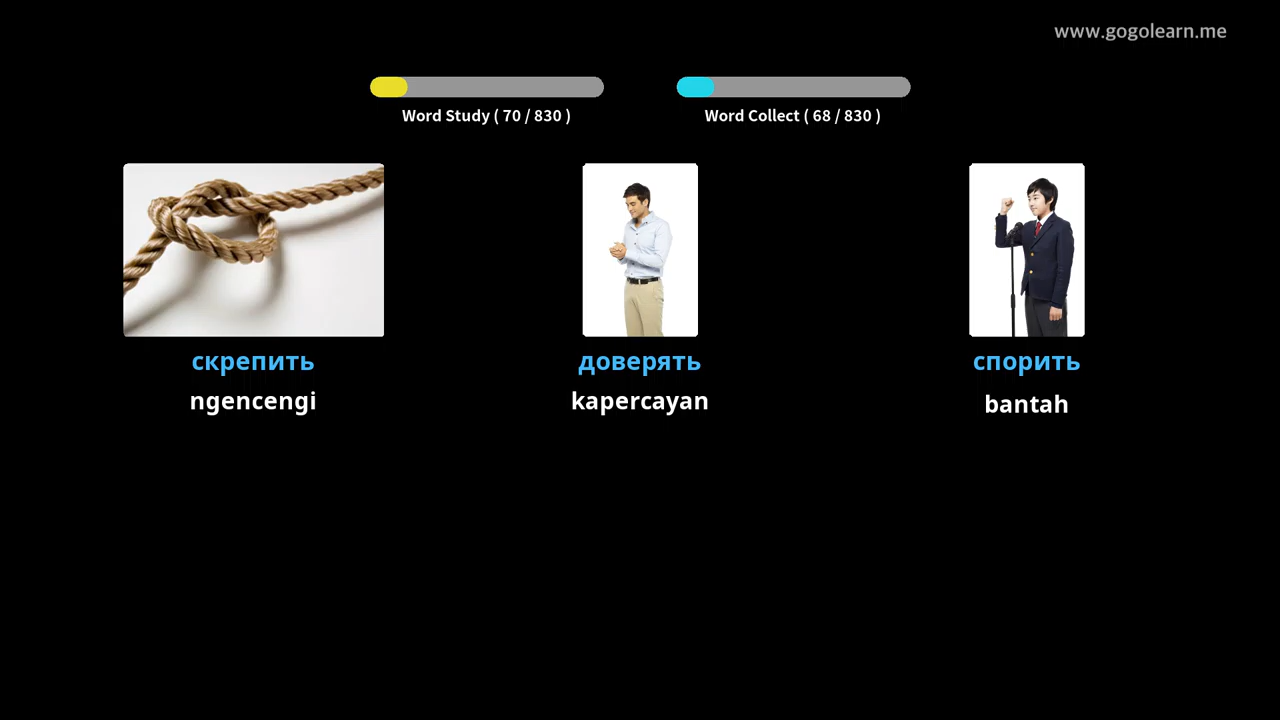 www.gogolearn.me
Word Study ( 70 / 830 )
Word Collect ( 68 / 830 )
скрепить
ngencengi
доверять
kapercayan
спорить
bantah